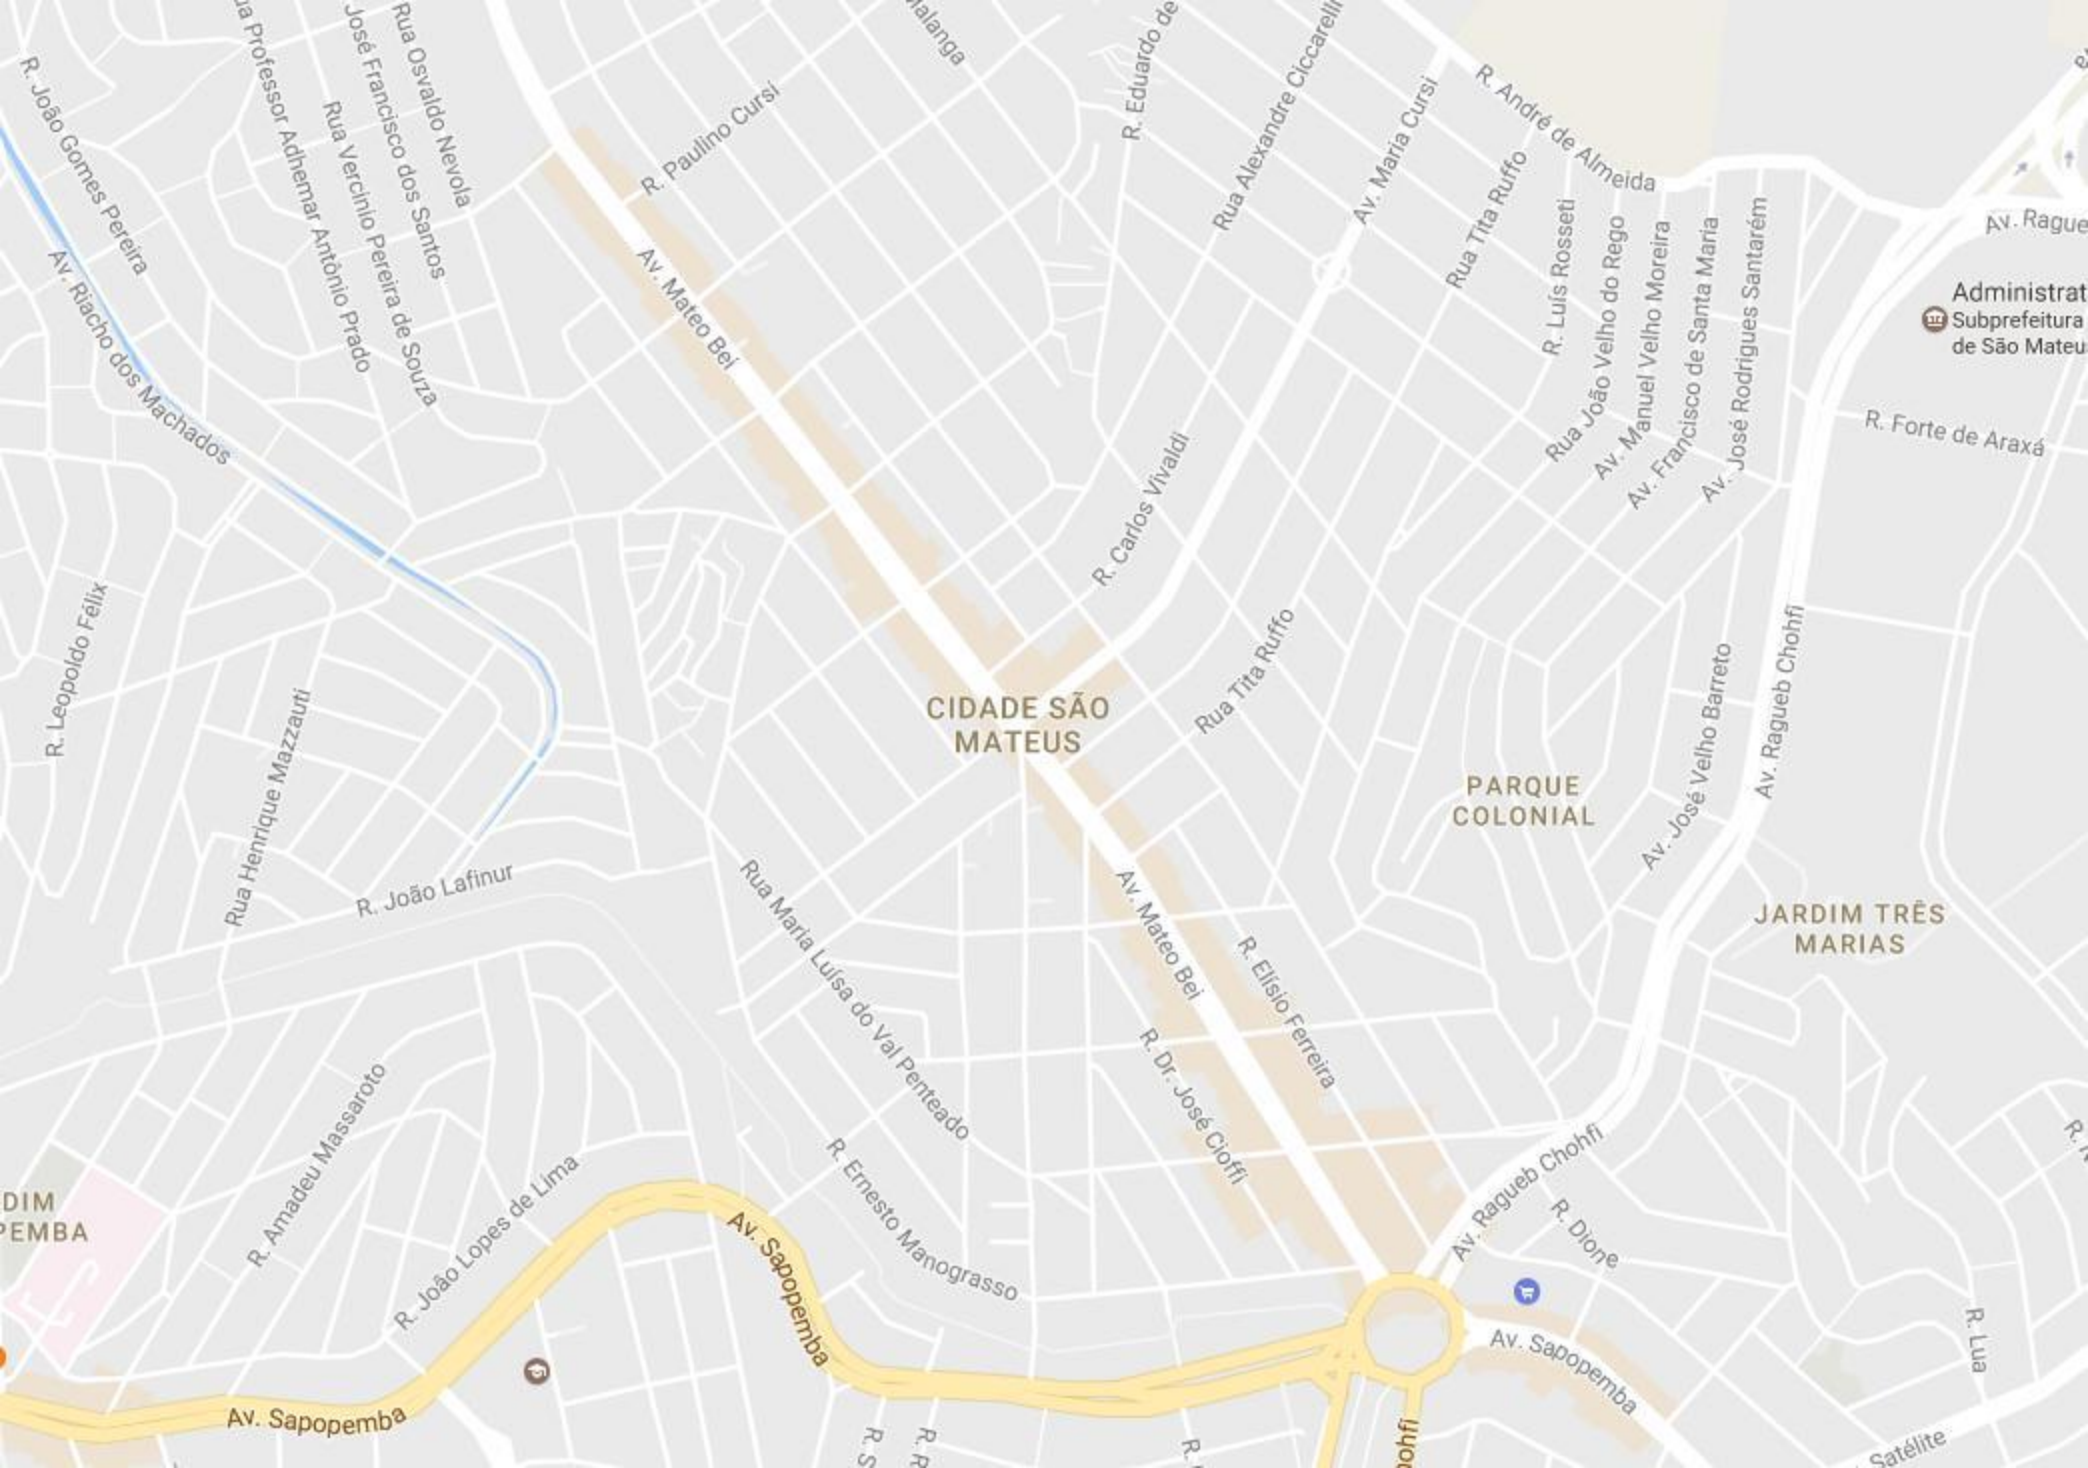 R. João Gomes Pereira
Professor Adhemar Antônio Prado
José Francisco dos Santos
Rua Osvaldo Nevola
Rua Vercinio Pereira de Souza
Av. Riacho dos Machados
R. Paulino Cursi
Av. Mateo Bei
R. Eduardo de
Rua Alexandre Ciccarelli
Av. Maria Cursi
R. André de Almeida
Rua Tita Ruffo
R. Luís Rosseti
Rua João Velho do Rego
Av. Manuel Velho Moreira
Av. Francisco de Santa Maria
Av. José Rodrigues Santarém
Av. Rague
Administrat
Subprefeitura
de São Mateu
R. Forte de Araxá
R. Carlos Vivaldi
R. Leopoldo Félix
Rua Henrique Mazzauti
Rua Tita Ruffo
CIDADE SÃO
MATEUS
Av. José Velho Barreto
Av. Ragueb Chohfi
PARQUE
COLONIAL
JARDIM TRÊS
MARIAS
R. João Lafinur
Rua Maria Luísa do Val Penteado
Av. Mateo Bei
R. Elísio Ferreira
R. Dr. José Cioffi
R. Amadeu Massaroto
R. João Lopes de Lima
R. Ernesto Manograsso
Av. Ragueb Chohfi
R. Dione
DIM
PEMBA
Av. Sapopemba
Av. Sapopemba
Av. Sapopemba
R. Lua
Satélite
ohfi
R. S
R. R
R.